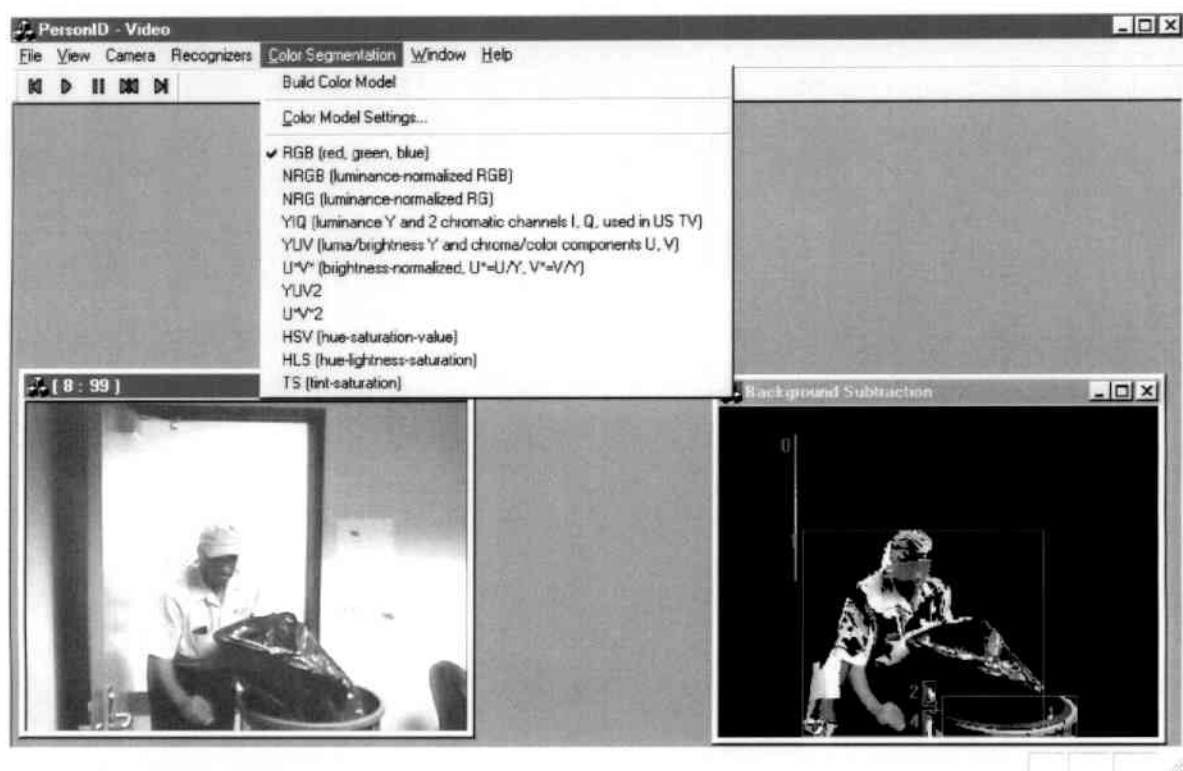 PersonID - Video
File View Camera Recognizers Color Segmentation Window Help
Build Color Model
Color Model Settings...
RGB (red, green, blue)
NRGB (luminance-normalized RGB)
NRG (luminance-normalized RG)
YIQ (luminance Y and 2 chromatic channels I, Q, used in US TV)
YUV (luma/brightness Y and chroma/color components U, V)
U*V* (brightness-normalized, U*=U/Y, V*=V/Y)
YUV2
U*V*2
HSV (hue-saturation-value)
HLS (hue-lightness-saturation)
TS (tint-saturation)
( 8 : 99 )
Background Subtraction
0
2
4